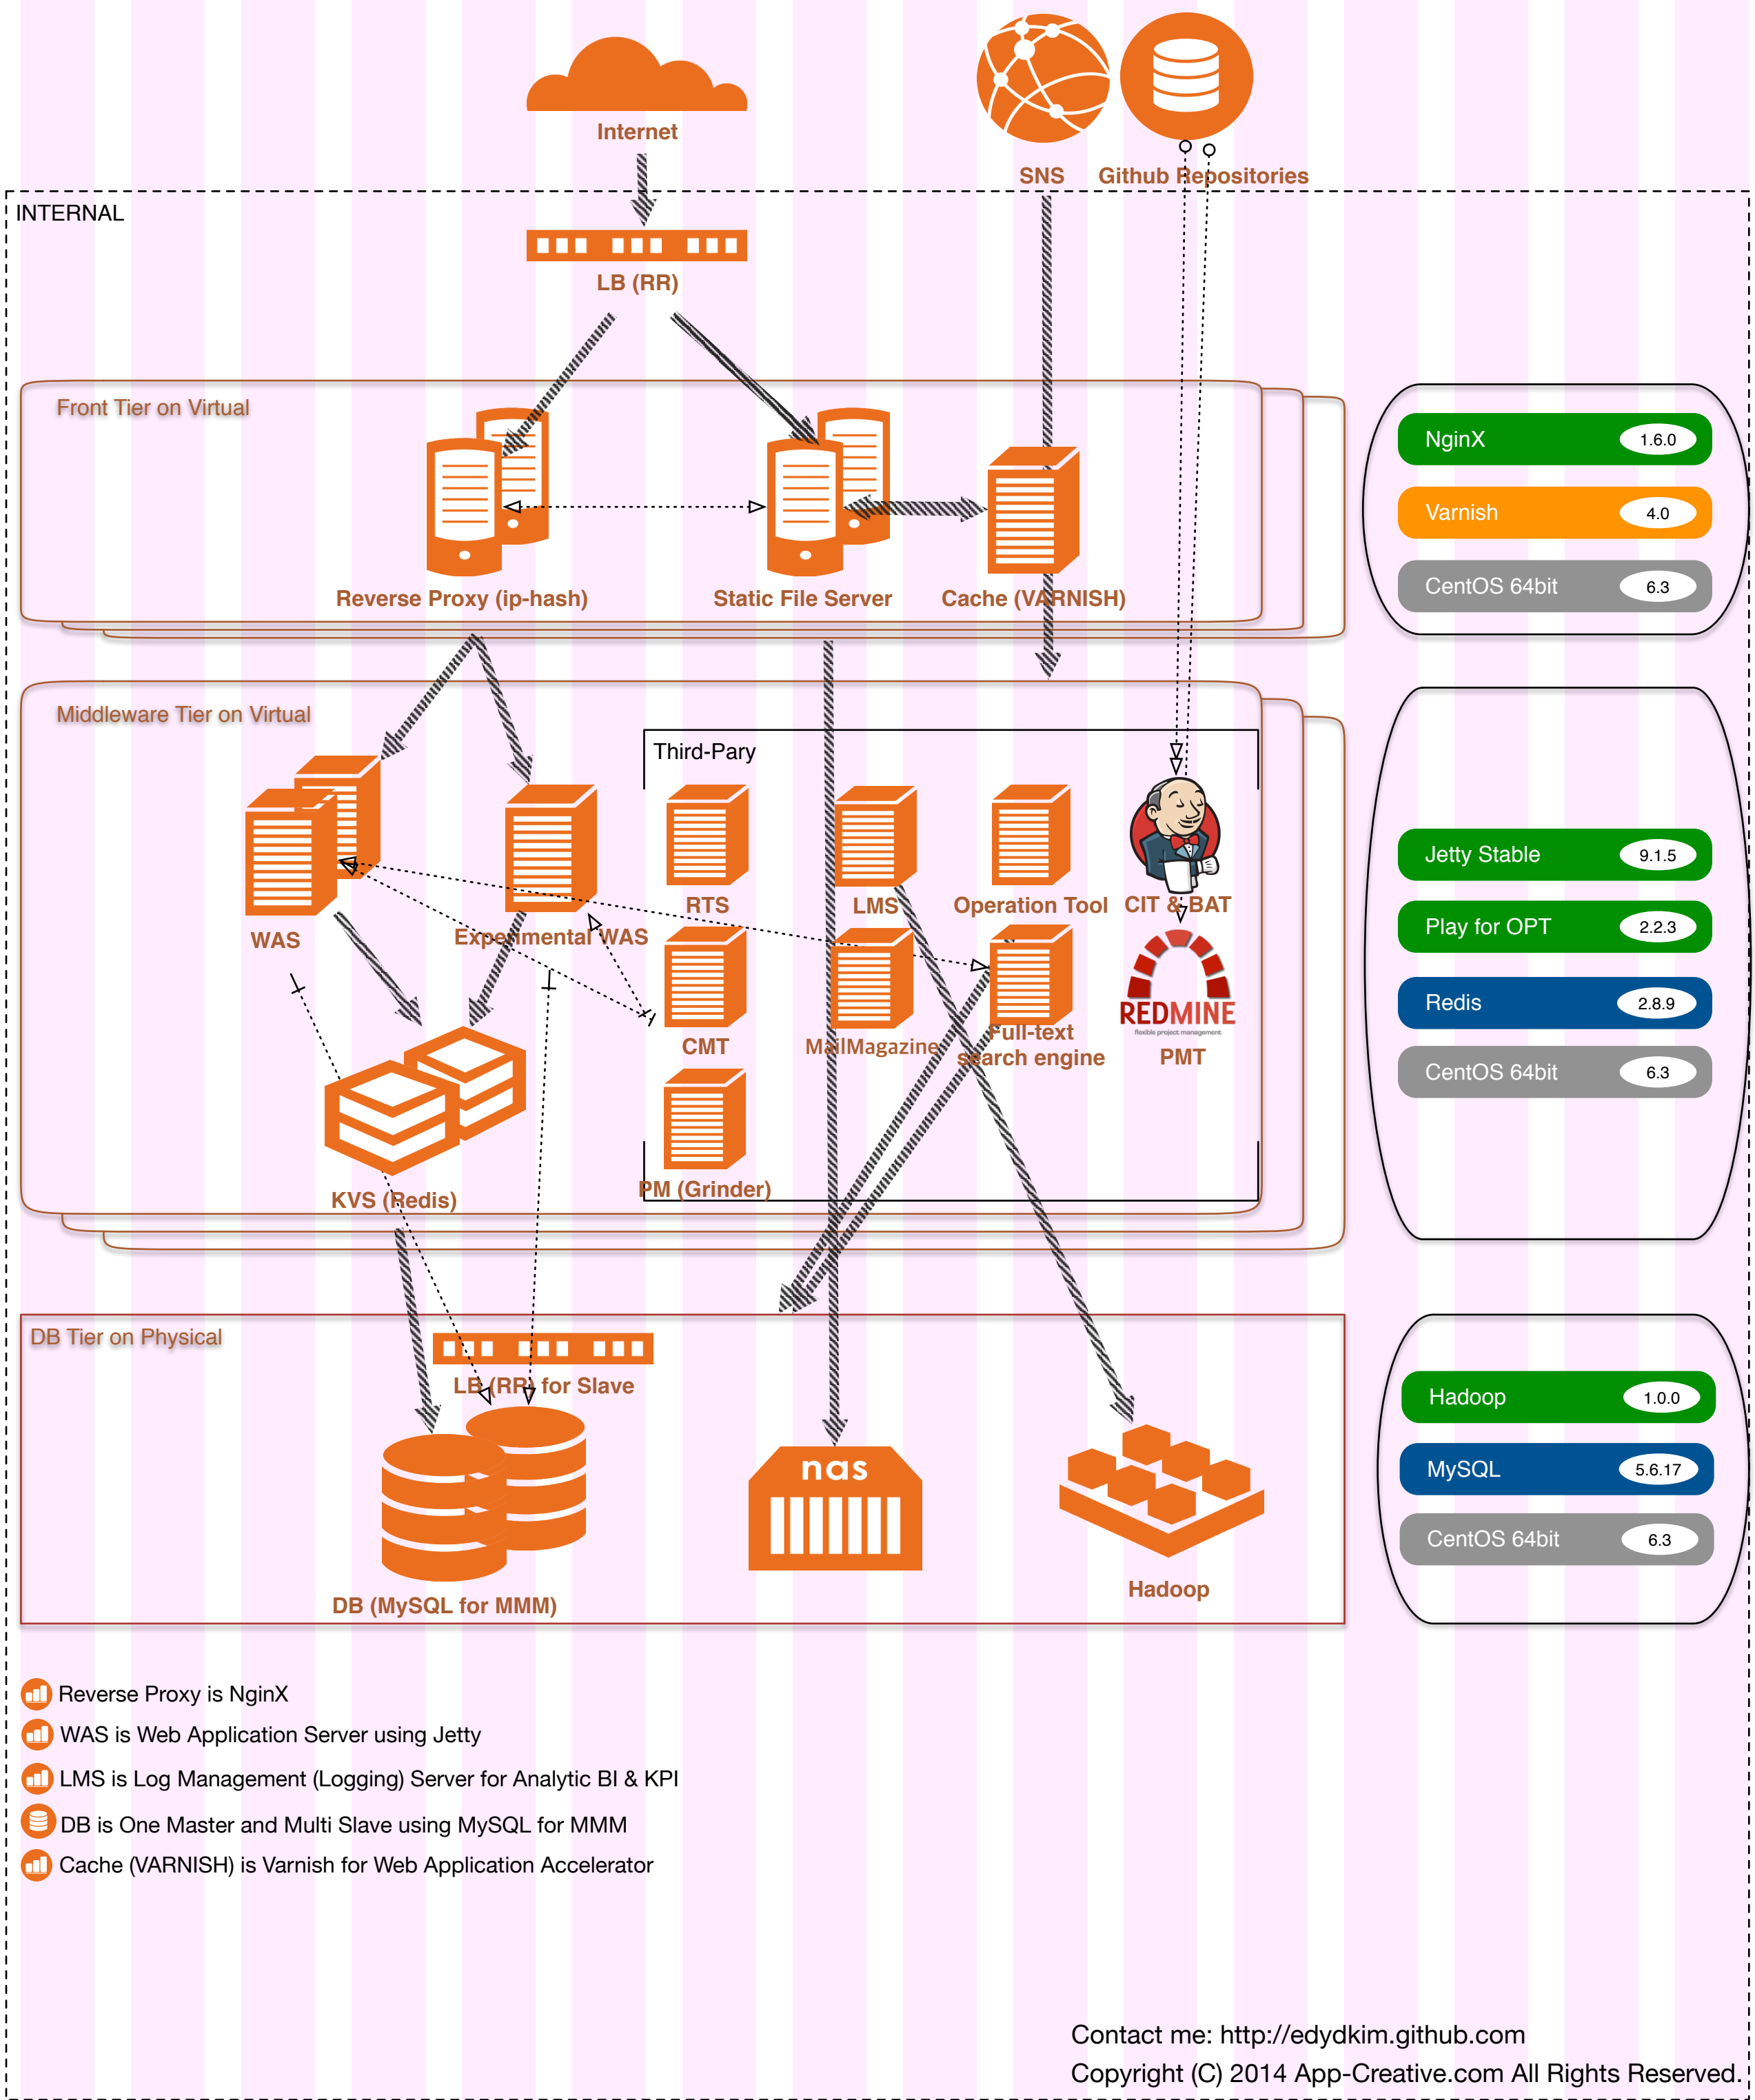 Internet
SNS
Github Repositories
INTERNAL
LB (RR)
Front Tier on Virtual
Reverse Proxy (ip-hash)
Static File Server
Cache (VARNISH)
NginX 1.6.0
Varnish 4.0
CentOS 64bit 6.3
Middleware Tier on Virtual
Third-Pary
WAS
Experimental WAS
RTS
LMS
Operation Tool
CIT & BAT
CMT
MailMagazine
Full-text
search engine
REDMINE
flexible project management
PMT
KVS (Redis)
PM (Grinder)
Jetty Stable 9.1.5
Play for OPT 2.2.3
Redis 2.8.9
CentOS 64bit 6.3
DB Tier on Physical
LB (RR) for Slave
DB (MySQL for MMM)
nas
Hadoop
Hadoop 1.0.0
MySQL 5.6.17
CentOS 64bit 6.3
Reverse Proxy is NginX
WAS is Web Application Server using Jetty
LMS is Log Management (Logging) Server for Analytic BI & KPI
DB is One Master and Multi Slave using MySQL for MMM
Cache (VARNISH) is Varnish for Web Application Accelerator
Contact me: http://edydkim.github.com
Copyright (C) 2014 App-Creative.com All Rights Reserved.